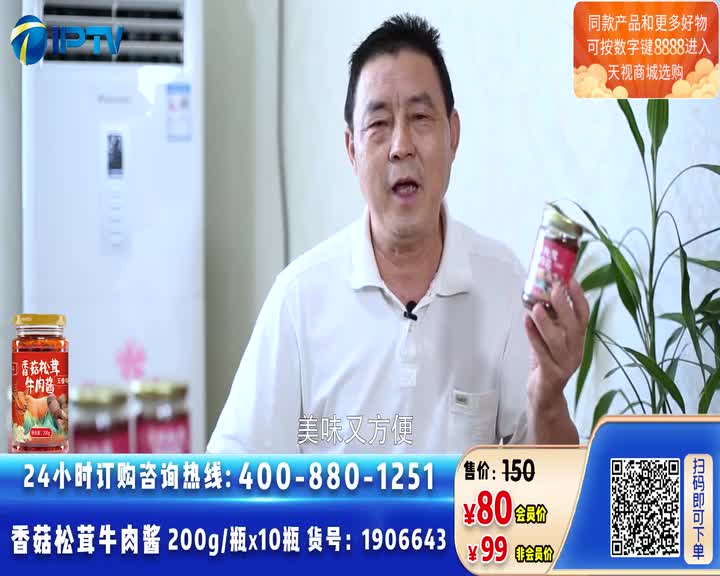 1PTV
同款产品和更多好物
可按数字键8888进入
天视商城选购
香菇松茸
牛肉酱
美味又方便
24小时订购咨询热线：400-880-1251
香菇松茸牛肉酱 200g/瓶x10瓶 货号：1906643
售价：150
¥80会员价
¥99 非会员价
扫码即可下单